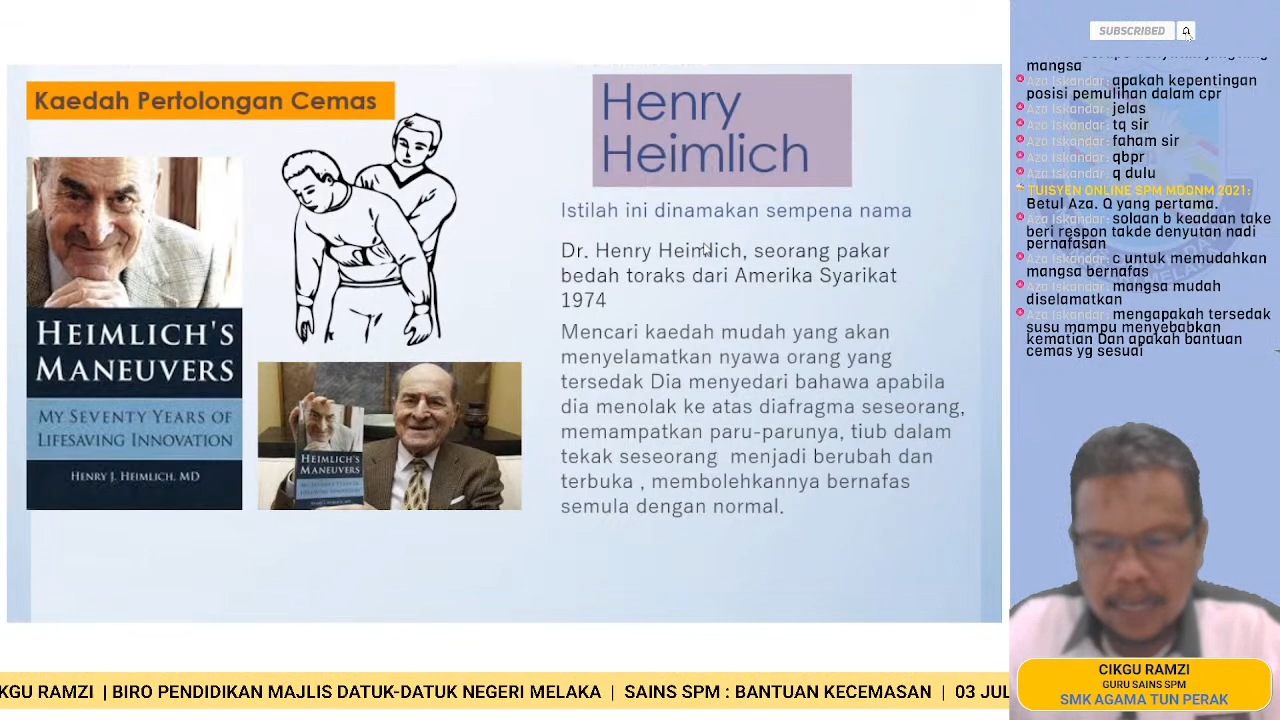 Kaedah Pertolongan Cemas
HEIMLICH'S
MANEUVERS
MY SEVENTY YEARS OF
LIFESAVING INNOVATION
HENRY J. HEIMLICH, MD
HEIMLICH'S
MANEUVERS
Henry
Heimlich
Istilah ini dinamakan sempena nama
Dr. Henry Heimlich, seorang pakar
bedah toraks dari Amerika Syarikat
1974
Mencari kaedah mudah yang akan
menyelamatkan nyawa orang yang
tersedak Dia menyedari bahawa apabila
dia menolak ke atas diafragma seseorang,
memampatkan paru-parunya, tiub dalam
tekak seseorang menjadi berubah dan
terbuka , membolehkannya bernafas
semula dengan normal.
SUBSCRIBED
mangsa
Aza Iskandar: apakah kepentingan
posisi pemulihan dalam cpr
Aza Iskandar: jelas
Aza Iskandar: tq sir
Aza Iskandar: faham sir
Aza Iskandar: qbpr
Aza Iskandar: q dulu
TUISYEN ONLINE SPM MDDNM 2021:
Betul Aza. Q yang pertama.
Aza Iskandar: solaan b keadaan take
beri respon takde denyutan nadi
pernafasan
Aza Iskandar: c untuk memudahkan
mangsa bernafas
Aza Iskandar: mangsa mudah
diselamatkan
Aza Iskandar: mengapakah tersedak
susu mampu menyebabkan
kematian Dan apakah bantuan
cemas yg sesuai
CIKGU RAMZI
GURU SAINS SPM
SMK AGAMA TUN PERAK
KGU RAMZI | BIRO PENDIDIKAN MAJLIS DATUK-DATUK NEGERI MELAKA | SAINS SPM : BANTUAN KECEMASAN | 03 JUL